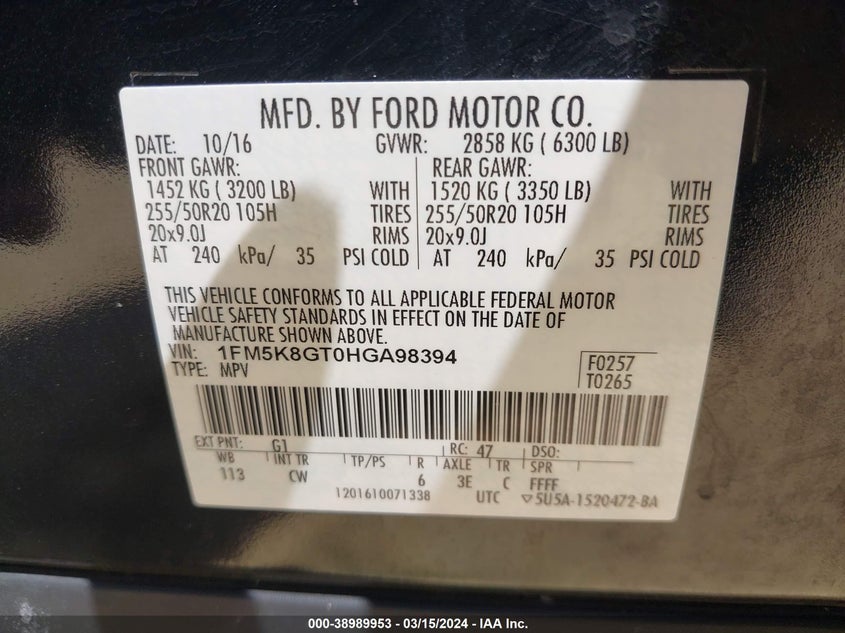 MFD. BY FORD MOTOR CO.
DATE: 10/16 GVWR: 2858 KG ( 6300 LB)
FRONT GAWR: REAR GAWR:
1452 KG ( 3200 LB) WITH 1520 KG ( 3350 LB) WITH
255/50R20 105H TIRES 255/50R20 105H TIRES
20x9.0J RIMS 20x9.0J RIMS
AT 240 kPa/ 35 PSI COLD AT 240 kPa/ 35 PSI COLD
THIS VEHICLE CONFORMS TO ALL APPLICABLE FEDERAL MOTOR
VEHICLE SAFETY STANDARDS IN EFFECT ON THE DATE OF
MANUFACTURE SHOWN ABOVE.
VIN: 1FM5K8GT0HGA98394
TYPE: MPV
F0257
T0265
EXT PNT: G1 RC: 47 DSO:
WB INT TR TP/PS R AXLE TR SPR
113 CW 6 3E C FFFF
1201610071338 UTC ▽5U5A-1520472-BA
000-38989953 - 03/15/2024 - IAA Inc.